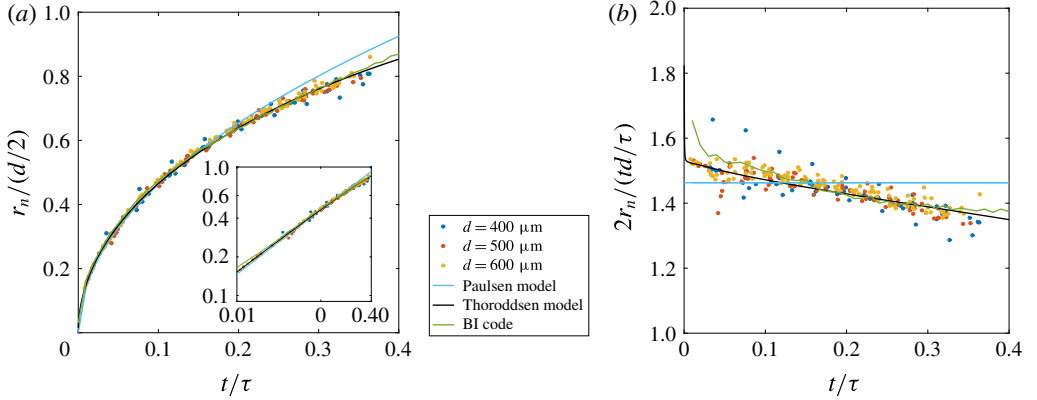 (a)
1.0
0.8
0.6
0.4
0.2
0
0.1
0.2
0.3
0.4
t/τ
r_n/(d/2)
1.0
0.6
0.4
0.2
0.1
0.01
0
0.40
d = 400 μm
d = 500 μm
d = 600 μm
Paulsen model
Thoroddsen model
BI code
(b)
2.0
1.8
1.6
1.4
1.2
1.0
0
0.1
0.2
0.3
0.4
t/τ
2r_n/(td/τ)